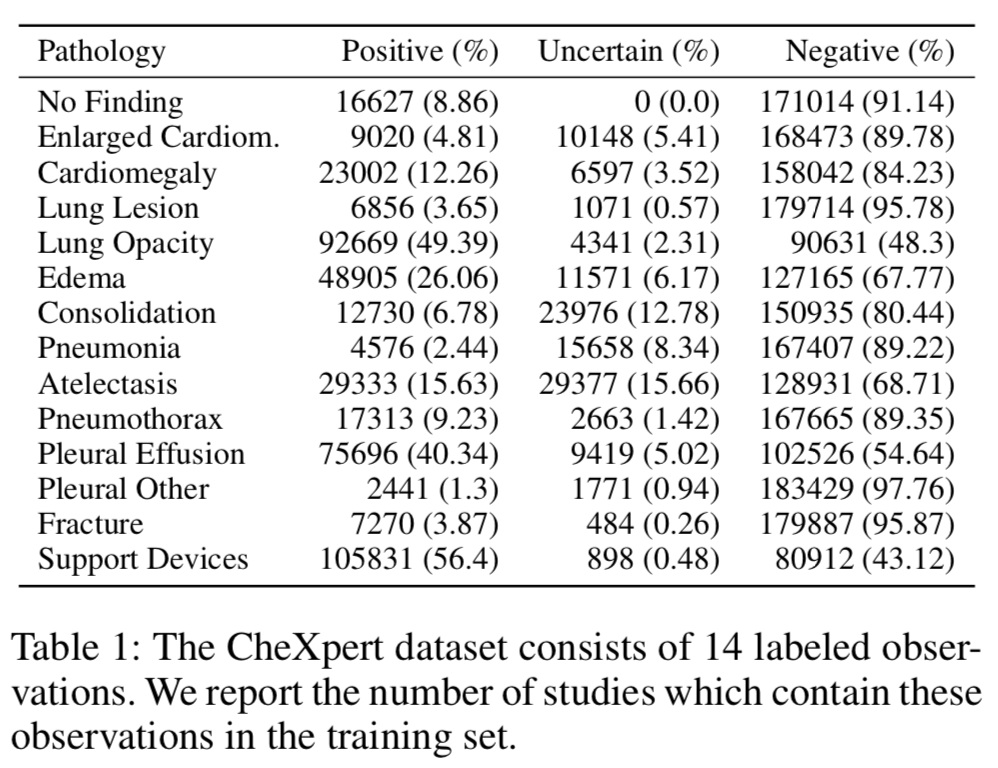 Pathology Positive (%) Uncertain (%) Negative (%)
No Finding 16627 (8.86) 0 (0.0) 171014 (91.14)
Enlarged Cardiom. 9020 (4.81) 10148 (5.41) 168473 (89.78)
Cardiomegaly 23002 (12.26) 6597 (3.52) 158042 (84.23)
Lung Lesion 6856 (3.65) 1071 (0.57) 179714 (95.78)
Lung Opacity 92669 (49.39) 4341 (2.31) 90631 (48.3)
Edema 48905 (26.06) 11571 (6.17) 127165 (67.77)
Consolidation 12730 (6.78) 23976 (12.78) 150935 (80.44)
Pneumonia 4576 (2.44) 15658 (8.34) 167407 (89.22)
Atelectasis 29333 (15.63) 29377 (15.66) 128931 (68.71)
Pneumothorax 17313 (9.23) 2663 (1.42) 167665 (89.35)
Pleural Effusion 75696 (40.34) 9419 (5.02) 102526 (54.64)
Pleural Other 2441 (1.3) 1771 (0.94) 183429 (97.76)
Fracture 7270 (3.87) 484 (0.26) 179887 (95.87)
Support Devices 105831 (56.4) 898 (0.48) 80912 (43.12)
Table 1: The CheXpert dataset consists of 14 labeled obser-
vations. We report the number of studies which contain these
observations in the training set.